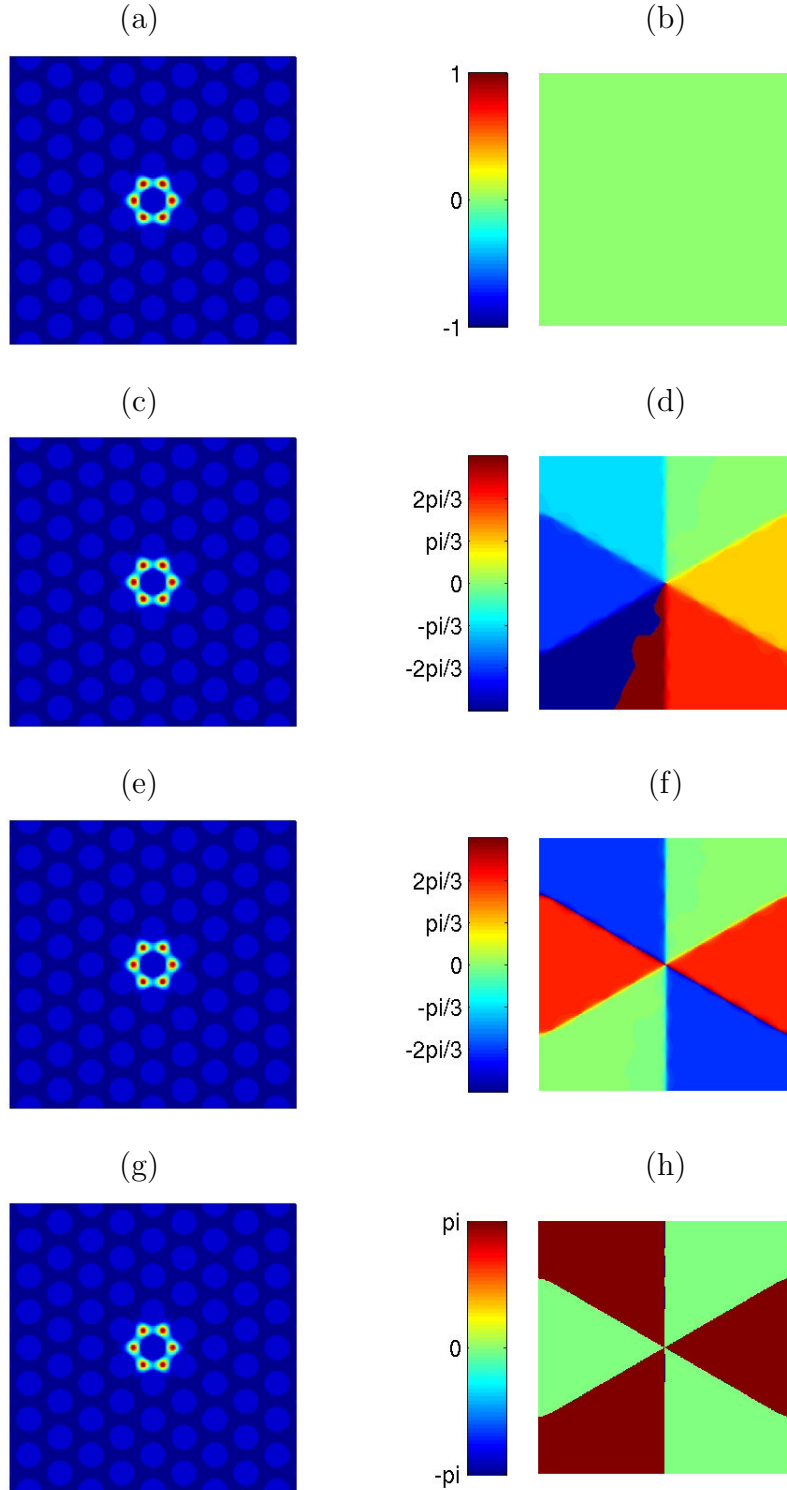 (a)
(b)
1
0
-1
(c)
(d)
2pi/3
pi/3
0
-pi/3
-2pi/3
(e)
(f)
2pi/3
pi/3
0
-pi/3
-2pi/3
(g)
(h)
pi
0
-pi